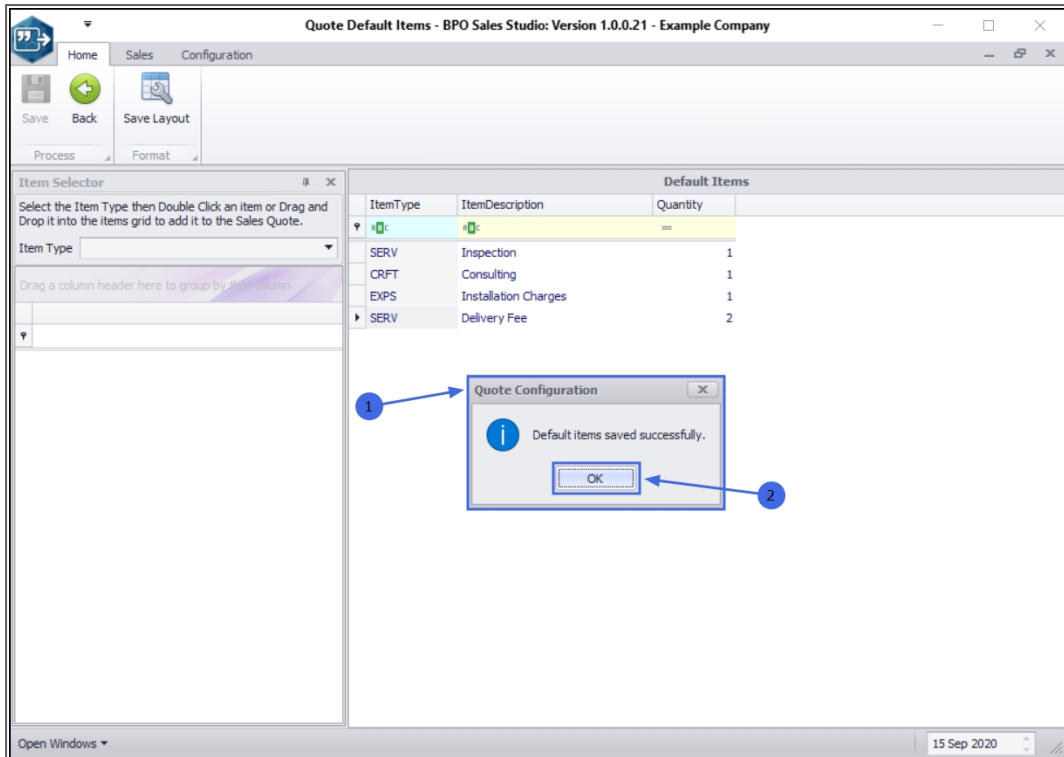 Quote Default Items - BPO Sales Studio: Version 1.0.0.21 - Example Company
Home Sales Configuration
Save Back Save Layout
Process Format
Item Selector
Select the Item Type then Double Click an item or Drag and
Drop it into the items grid to add it to the Sales Quote.
Item Type
Drag a column header here to group by that column
Default Items
ItemType ItemDescription Quantity
SERV Inspection 1
CRFT Consulting 1
EXPS Installation Charges 1
SERV Delivery Fee 2
1
Quote Configuration
Default items saved successfully.
OK
2
Open Windows
15 Sep 2020